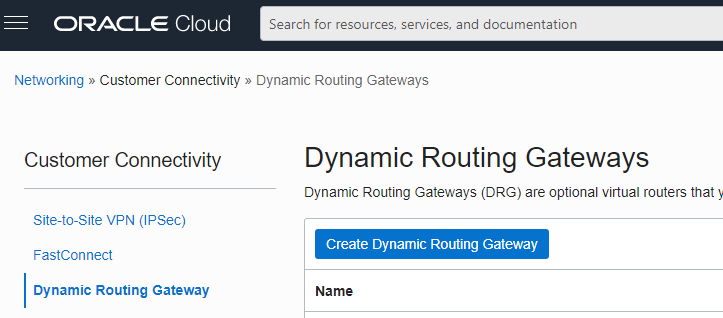 ORACLE Cloud
Search for resources, services, and documentation
Networking » Customer Connectivity » Dynamic Routing Gateways
Customer Connectivity
Site-to-Site VPN (IPSec)
FastConnect
Dynamic Routing Gateway
Dynamic Routing Gateways
Dynamic Routing Gateways (DRG) are optional virtual routers that y
Create Dynamic Routing Gateway
Name